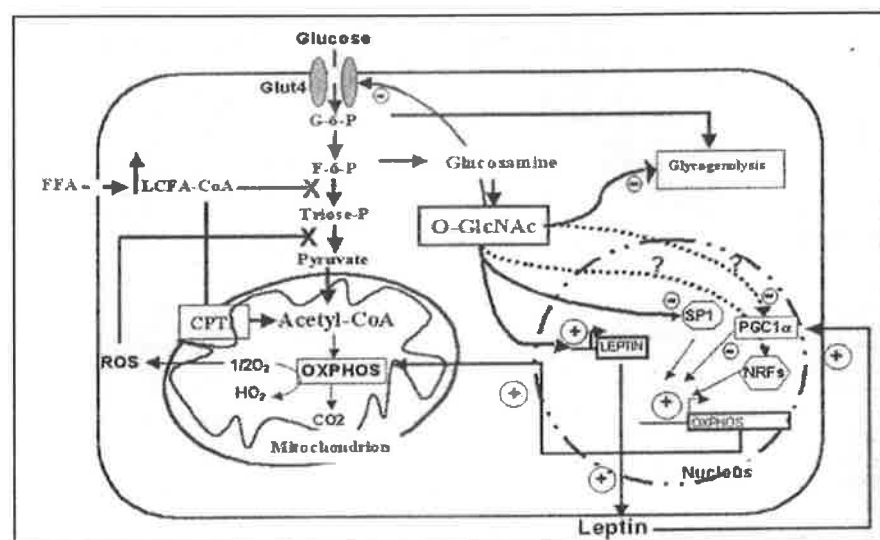 Glucose
Glut4
G-6-P
F-6-P
Glucosamine
Glycogenolysis
FFA
LCFA-CoA
X
Triose-P
O-GlcNAc
X
Pyruvate
?
?
SP1
PGC1α
CPT
Acetyl-CoA
LEPTIN
ROS
1/2O₂
OXPHOS
NRFs
HO₂
CO2
OXPHOS
Mitochondrion
Nucleus
Leptin